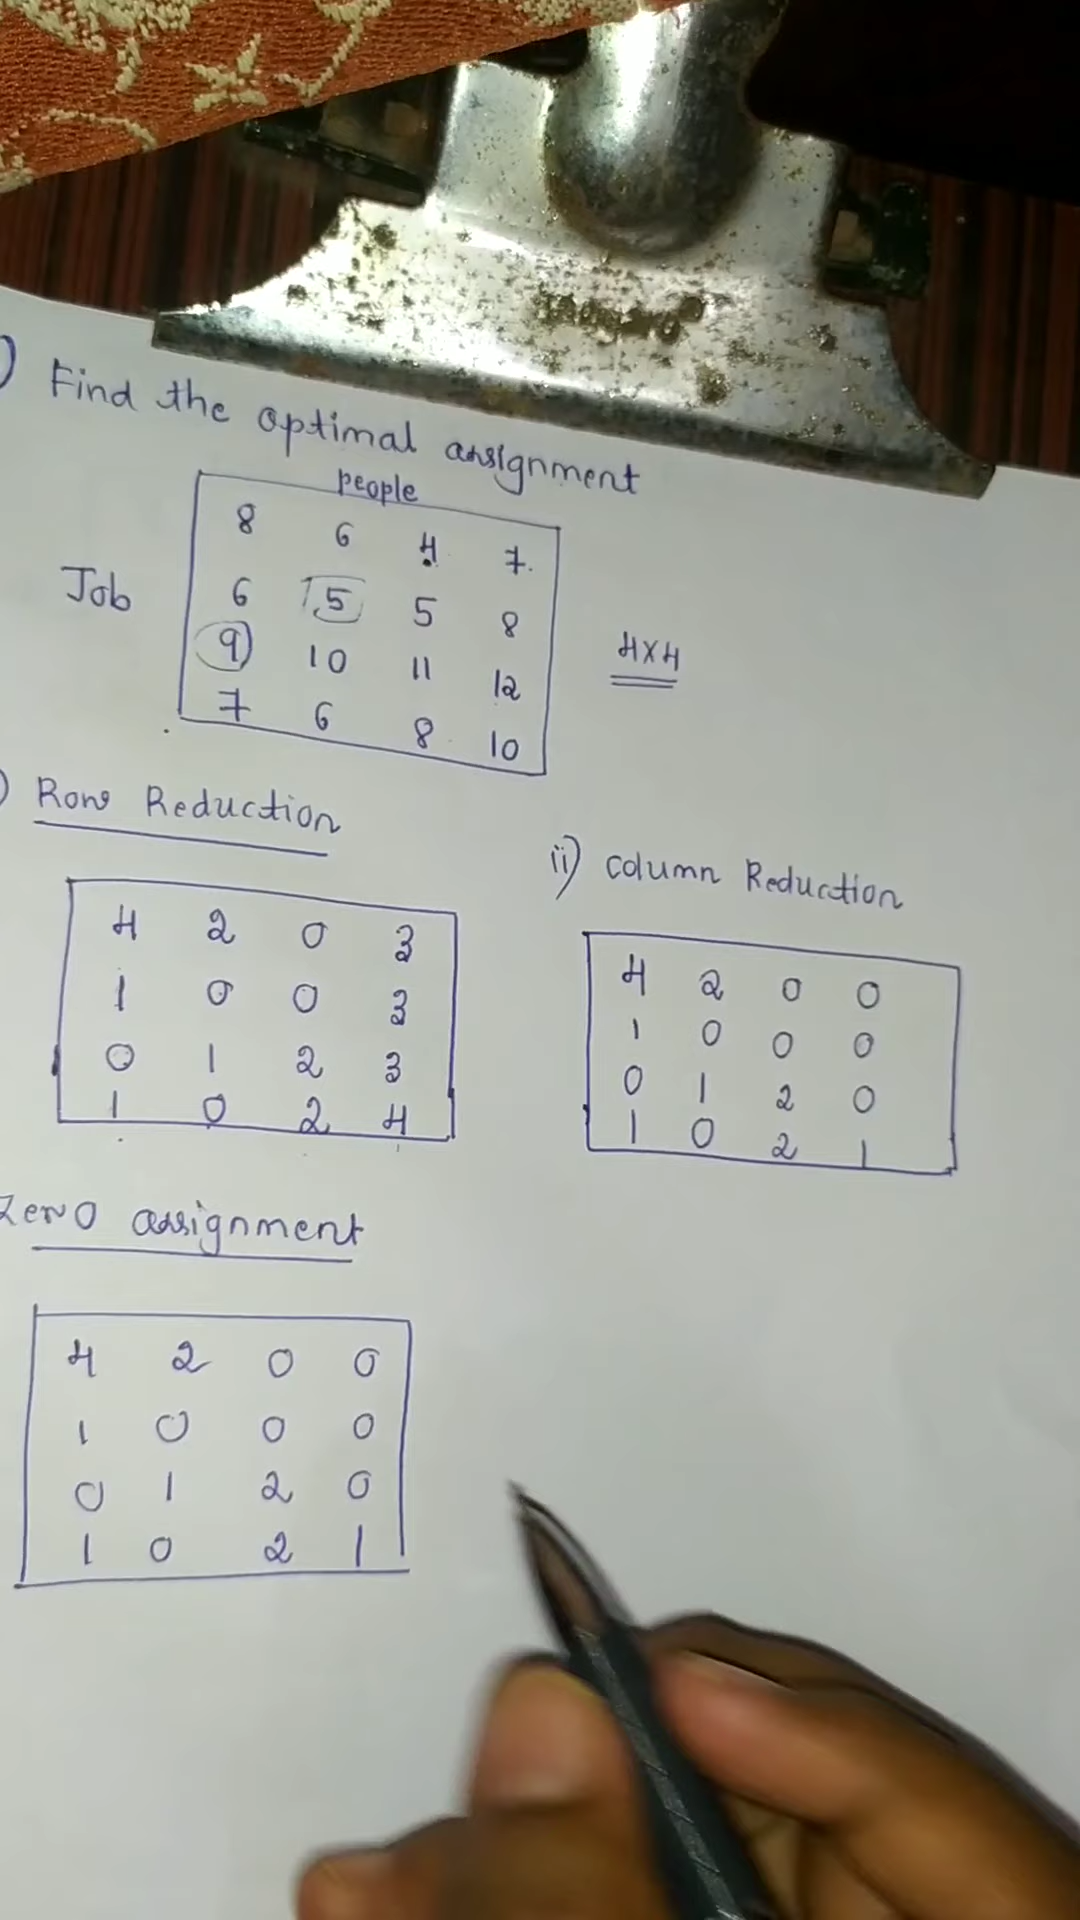 ) Find the optimal assignment
people
8 6 4 7
Job
6 5 5 8
9 10 11 12
4X4
7 6 8 10
) Row Reduction
ii) Column Reduction
4 2 0 3
1 0 0 3
0 1 2 3
1 0 2 4
4 2 0 0
1 0 0 0
0 1 2 0
1 0 2 1
Zero assignment
4 2 0 0
1 0 0 0
0 1 2 0
1 0 2 1